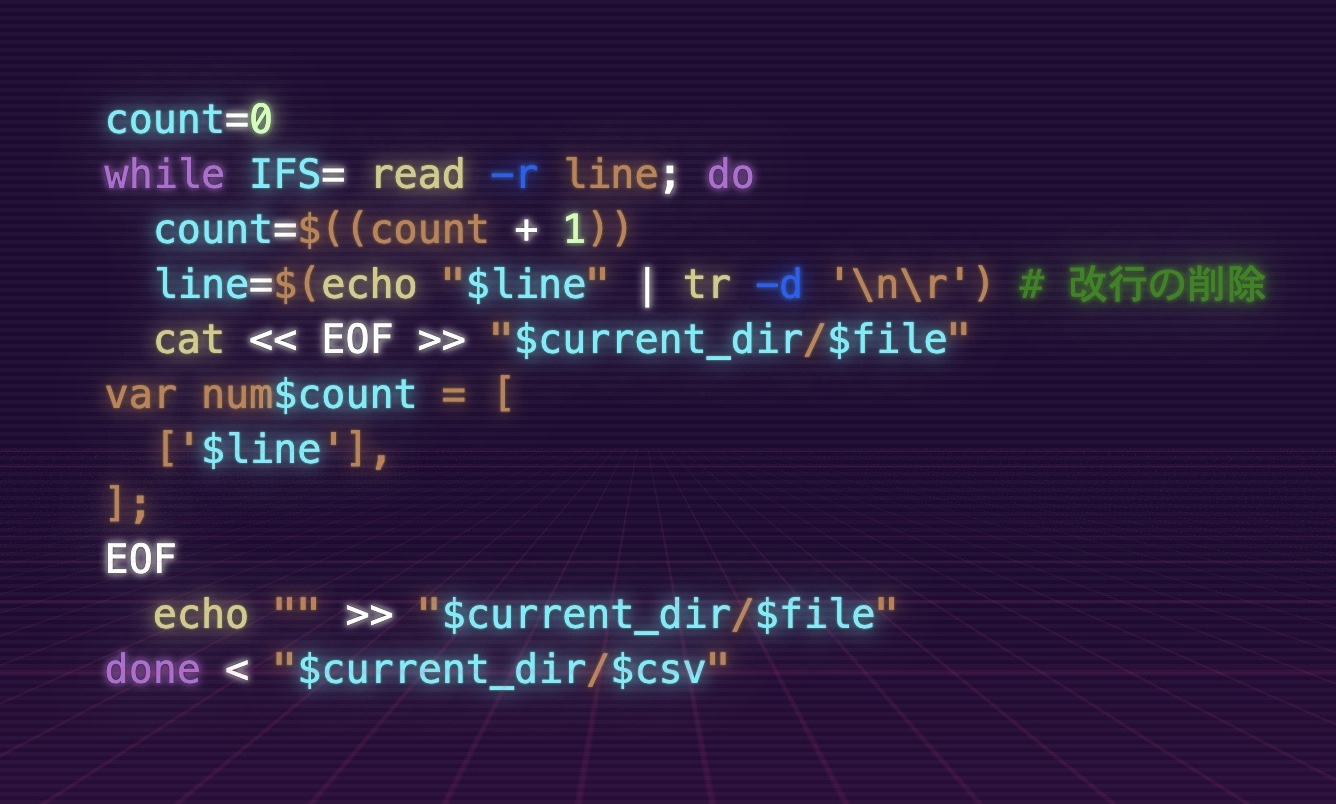 count=0
while IFS= read -r line; do
  count=$((count + 1))
  line=$(echo "$line" | tr -d '\n\r') # 改行の削除
  cat << EOF >> "$current_dir/$file"
var num$count = [
  ['$line'],
];
EOF
  echo "" >> "$current_dir/$file"
done < "$current_dir/$csv"